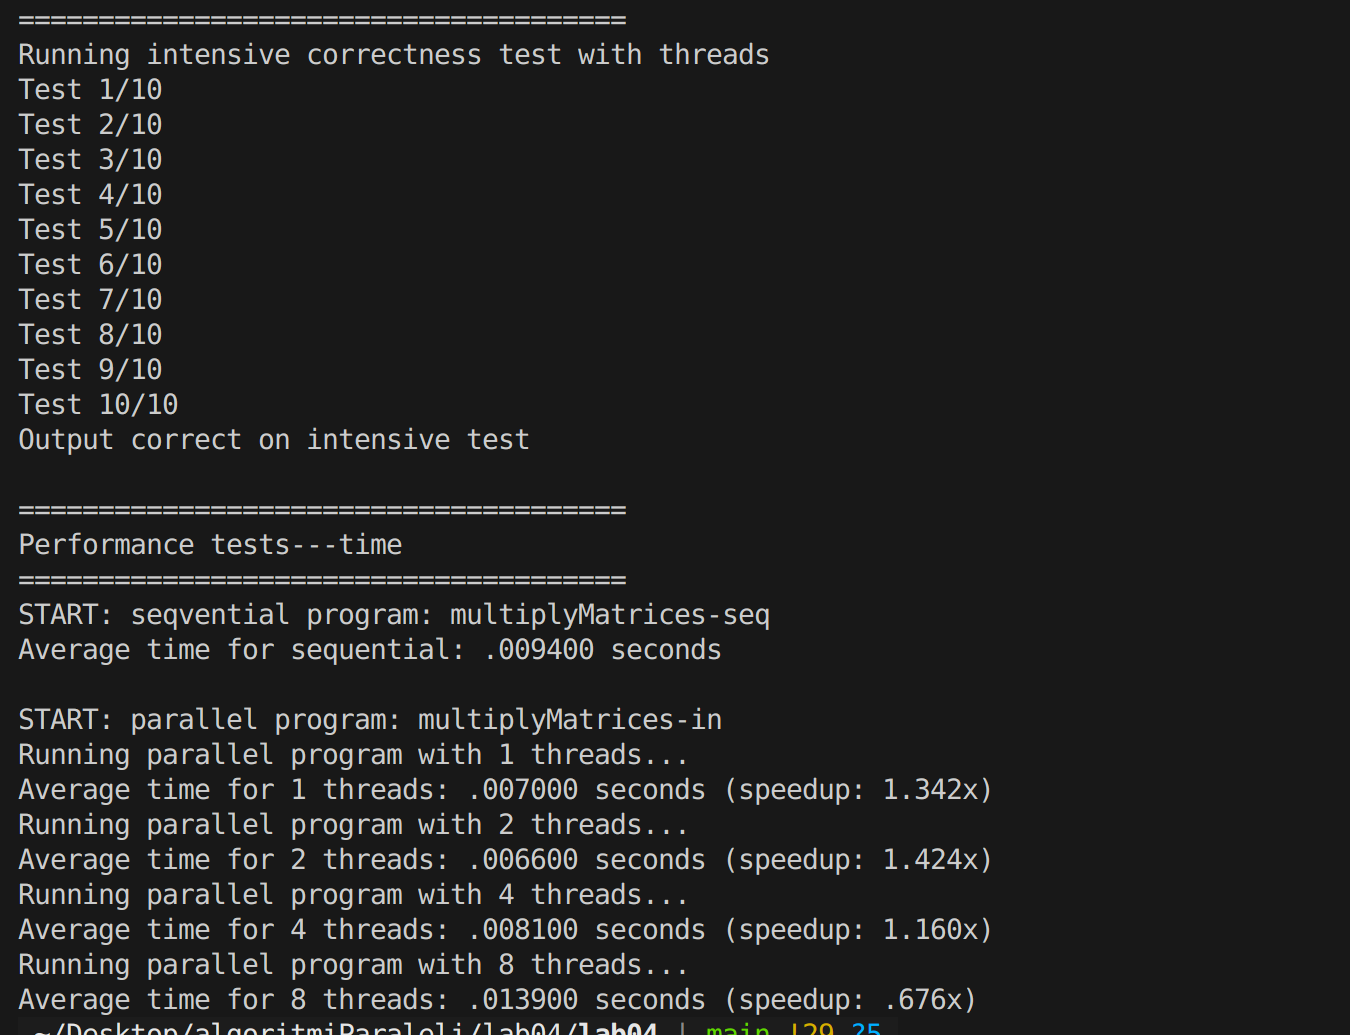 ======================================
Running intensive correctness test with threads
Test 1/10
Test 2/10
Test 3/10
Test 4/10
Test 5/10
Test 6/10
Test 7/10
Test 8/10
Test 9/10
Test 10/10
Output correct on intensive test
======================================
Performance tests---time
======================================
START: seqvential program: multiplyMatrices-seq
Average time for sequential: .009400 seconds
START: parallel program: multiplyMatrices-in
Running parallel program with 1 threads...
Average time for 1 threads: .007000 seconds (speedup: 1.342x)
Running parallel program with 2 threads...
Average time for 2 threads: .006600 seconds (speedup: 1.424x)
Running parallel program with 4 threads...
Average time for 4 threads: .008100 seconds (speedup: 1.160x)
Running parallel program with 8 threads...
Average time for 8 threads: .013900 seconds (speedup: .676x)
~/Desktop/algoritmiParaleli/lab04/lab04 | main !29 ?5